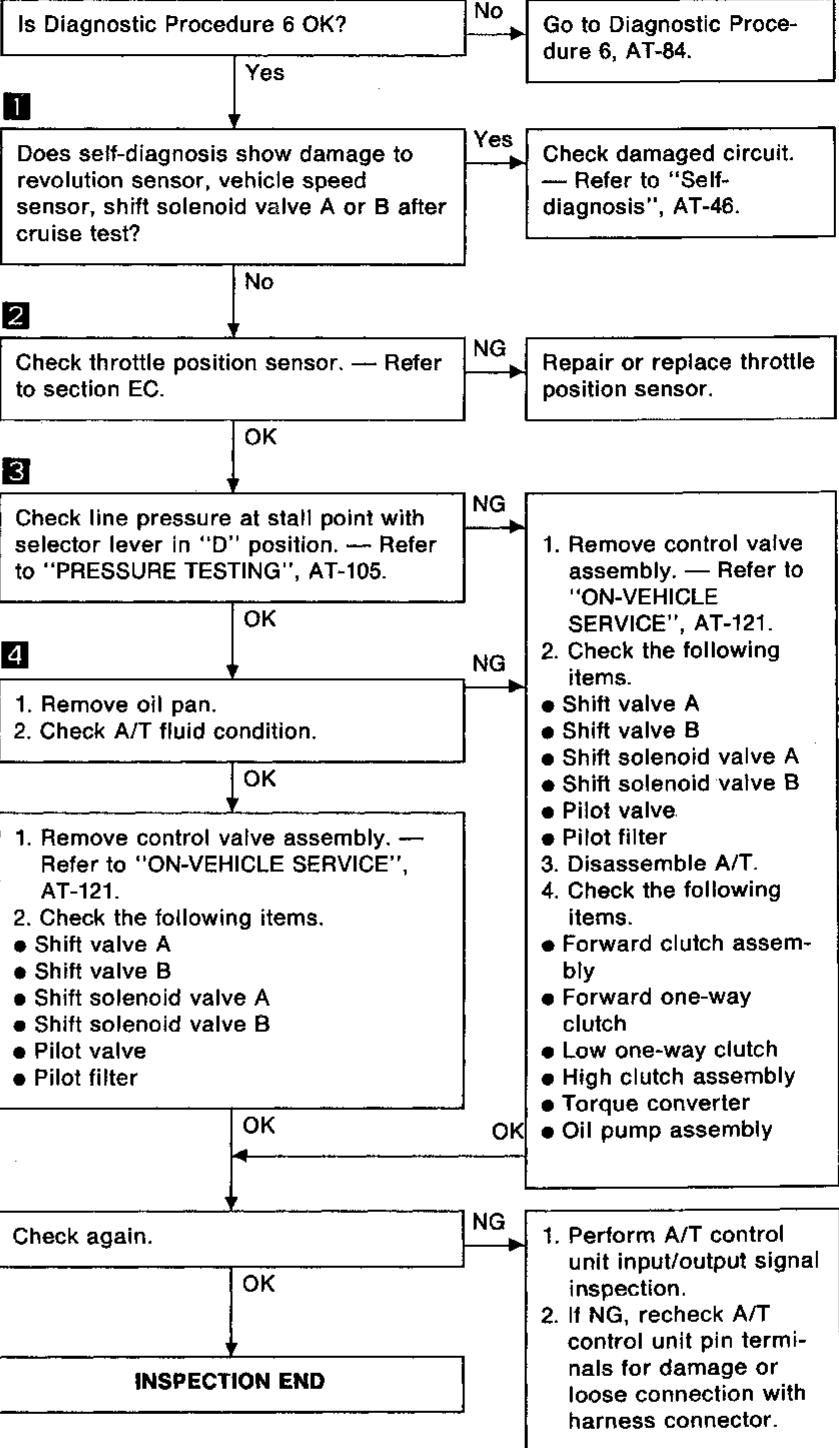 Is Diagnostic Procedure 6 OK?
No
Go to Diagnostic Proce-
dure 6, AT-84.
Yes
1
Does self-diagnosis show damage to
revolution sensor, vehicle speed
sensor, shift solenoid valve A or B after
cruise test?
Yes
Check damaged circuit.
— Refer to "Self-
diagnosis", AT-46.
No
2
Check throttle position sensor. — Refer
to section EC.
NG
Repair or replace throttle
position sensor.
OK
3
Check line pressure at stall point with
selector lever in "D" position. — Refer
to "PRESSURE TESTING", AT-105.
NG
OK
4
1. Remove oil pan.
2. Check A/T fluid condition.
NG
1. Remove control valve
assembly. — Refer to
"ON-VEHICLE
SERVICE", AT-121.
2. Check the following
items.
● Shift valve A
● Shift valve B
● Shift solenoid valve A
● Shift solenoid valve B
● Pilot valve
● Pilot filter
3. Disassemble A/T.
4. Check the following
items.
● Forward clutch assem-
bly
● Forward one-way
clutch
● Low one-way clutch
● High clutch assembly
● Torque converter
● Oil pump assembly
OK
1. Remove control valve assembly. —
Refer to "ON-VEHICLE SERVICE",
AT-121.
2. Check the following items.
● Shift valve A
● Shift valve B
● Shift solenoid valve A
● Shift solenoid valve B
● Pilot valve
● Pilot filter
OK
OK
Check again.
NG
1. Perform A/T control
unit input/output signal
inspection.
2. If NG, recheck A/T
control unit pin termi-
nals for damage or
loose connection with
harness connector.
OK
INSPECTION END